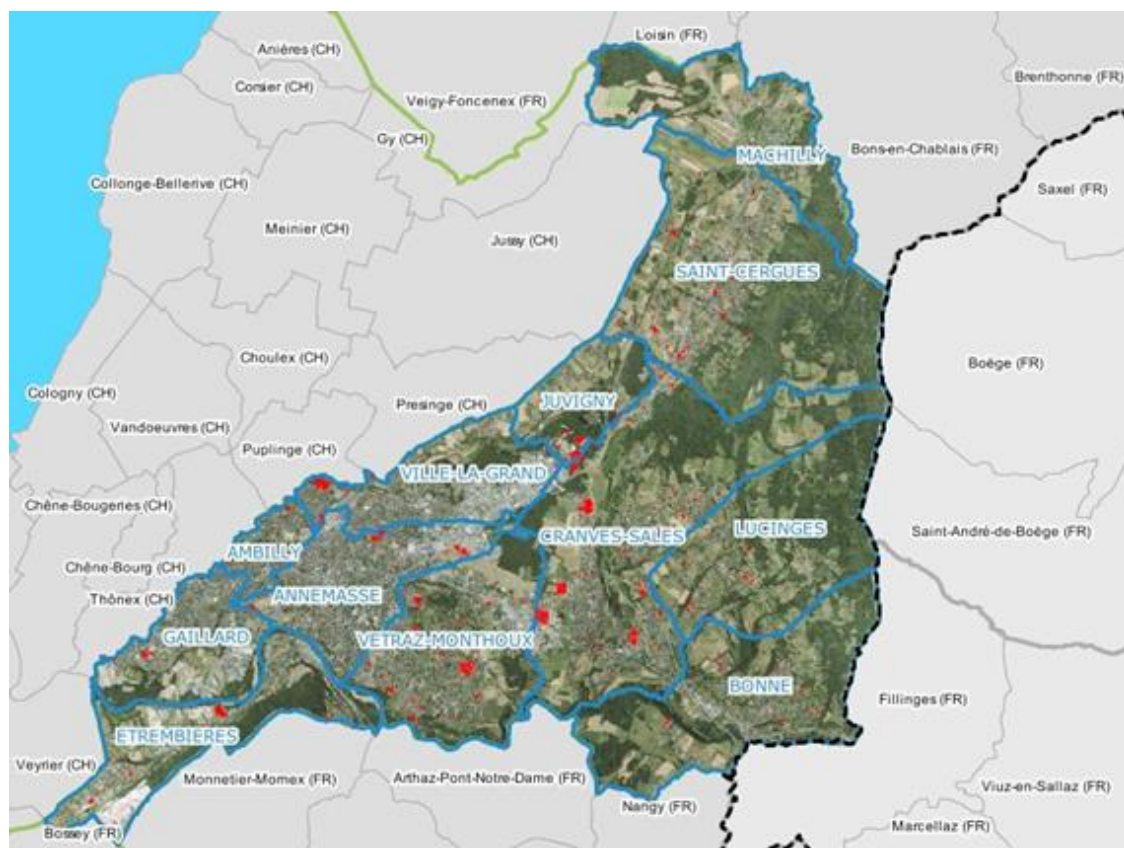 Loisin (FR)
Anières (CH)
Brenthonne (FR)
Corsier (CH)
Veigy-Foncenex (FR)
Gy (CH)
Bons-en-Chablais (FR)
MACHILLY
Collonge-Bellerive (CH)
Saxel (FR)
Meinier (CH)
Jussy (CH)
SAINT-CERGUES
Choulex (CH)
Boëge (FR)
Cologny (CH)
Presinge (CH)
JUVIGNY
Vandoeuvres (CH)
Puplinge (CH)
VILLE-LA-GRAND
Chêne-Bougeries (CH)
LUCINGES
Saint-André-de-Boëge (FR)
CRANVES-SALES
AMBILLY
Chêne-Bourg (CH)
ANNEMASSE
Thônex (CH)
GAILLARD
VETRAZ-MONTHOUX
BONNE
Fillinges (FR)
ETREMBIERES
Veyrier (CH)
Monnetier-Mornex (FR)
Arthaz-Pont-Notre-Dame (FR)
Viuz-en-Sallaz (FR)
Nangy (FR)
Marcellaz (FR)
Bossey (FR)